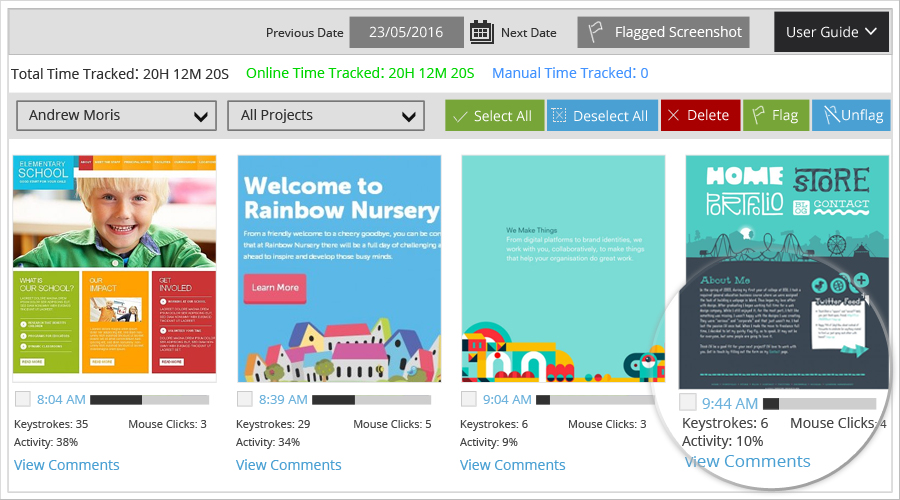 Previous Date
23/05/2016
Next Date
Flagged Screenshot
User Guide
Total Time Tracked: 20H 12M 20S
Online Time Tracked: 20H 12M 20S
Manual Time Tracked: 0
Andrew Moris
All Projects
Select All
Deselect All
Delete
Flag
Unflag
ELEMENTARY
SCHOOL
WHAT IS
OUR SCHOOL?
OUR
IMPACT
GET
INVOLED
READ MORE
READ MORE
READ MORE
Welcome to
Rainbow Nursery
From a friendly welcome to a cheery goodbye, you can be con
that at Rainbow Nursery there will be a full day of challenging a
ahead to inspire and develop those busy minds.
Learn More
We Make Things
From digital platforms to brand identities, we
work with you, collaboratively, to make things
that help your organisation do great work.
HOME
STORE
PORTFOLIO
BLOG
CONTACT
About Me
Twitter Feed
8:04 AM
Keystrokes: 35
Mouse Clicks: 3
Activity: 38%
View Comments
8:39 AM
Keystrokes: 29
Mouse Clicks: 5
Activity: 34%
View Comments
9:04 AM
Keystrokes: 6
Mouse Clicks: 3
Activity: 9%
View Comments
9:44 AM
Keystrokes: 6
Mouse Clicks: 4
Activity: 10%
View Comments